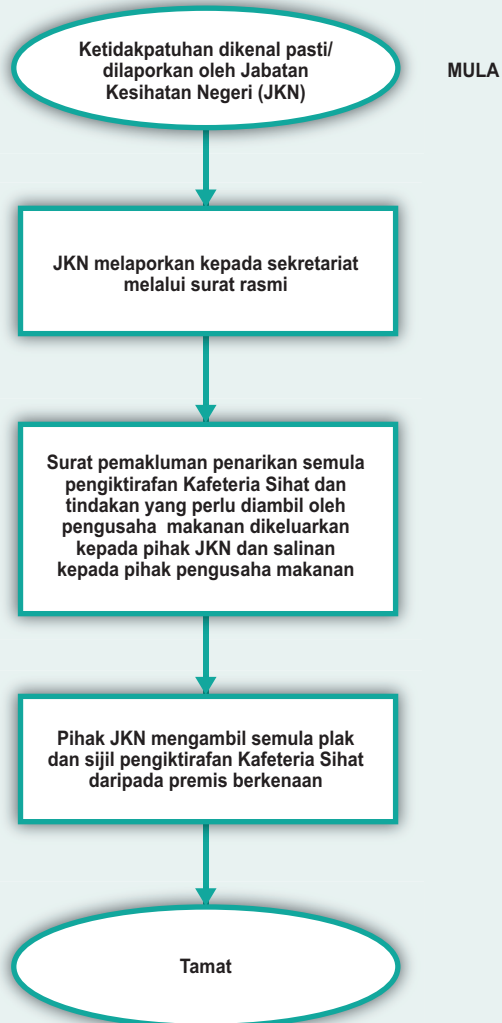 Ketidakpatuhan dikenal pasti/
dilaporkan oleh Jabatan
Kesihatan Negeri (JKN)
MULA
JKN melaporkan kepada sekretariat
melalui surat rasmi
Surat pemakluman penarikan semula
pengiktirafan Kafeteria Sihat dan
tindakan yang perlu diambil oleh
pengusaha makanan dikeluarkan
kepada pihak JKN dan salinan
kepada pihak pengusaha makanan
Pihak JKN mengambil semula plak
dan sijil pengiktirafan Kafeteria Sihat
daripada premis berkenaan
Tamat